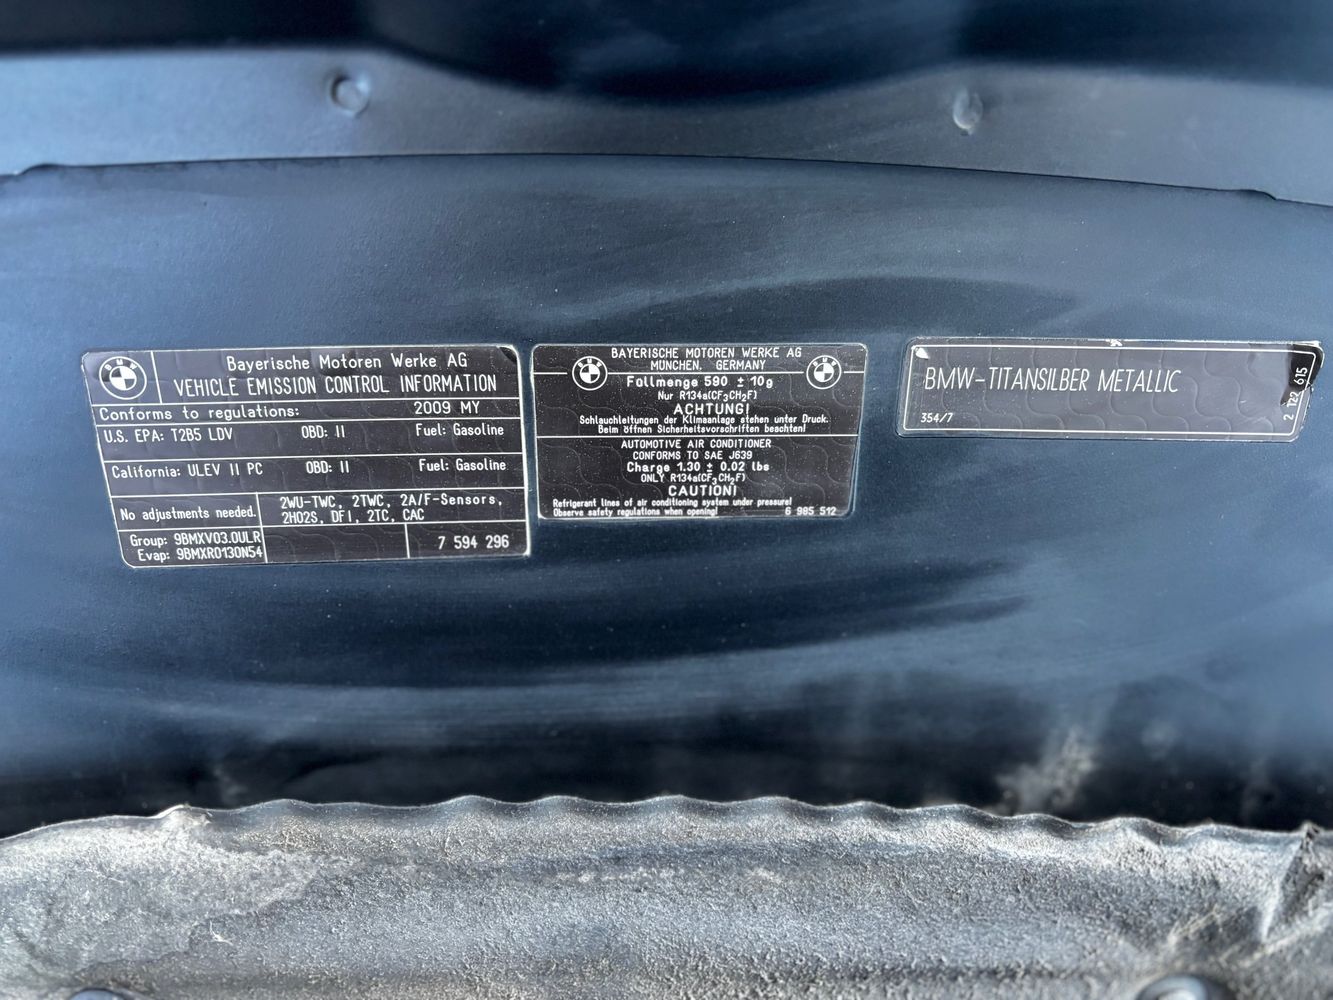 Bayerische Motoren Werke AG
VEHICLE EMISSION CONTROL INFORMATION
Conforms to regulations: 2009 MY
U.S. EPA: T2B5 LDV OBD: II Fuel: Gasoline
California: ULEV II PC OBD: II Fuel: Gasoline
No adjustments needed. 2WU-TWC, 2TWC, 2A/F-Sensors,
2HO2S, DFI, 2TC, CAC
Group: 9BMXV03.0ULR
Evap: 9BMXR0130N54
7 594 296
BAYERISCHE MOTOREN WERKE AG
MÜNCHEN, GERMANY
Füllmenge 590 ± 10g
Nur R134a(CF3CH2F)
ACHTUNG!
Schlauchleitungen der Klimaanlage stehen unter Druck.
Beim öffnen Sicherheitsvorschriften beachten!
AUTOMOTIVE AIR CONDITIONER
CONFORMS TO SAE J639
Charge 1.30 ± 0.02 lbs
ONLY R134a(CF3CH2F)
CAUTION!
Refrigerant lines of air conditioning system under pressure!
Observe safety regulations when opening! 6 985 512
BMW-TITANSILBER METALLIC
354/7
2 T22 615